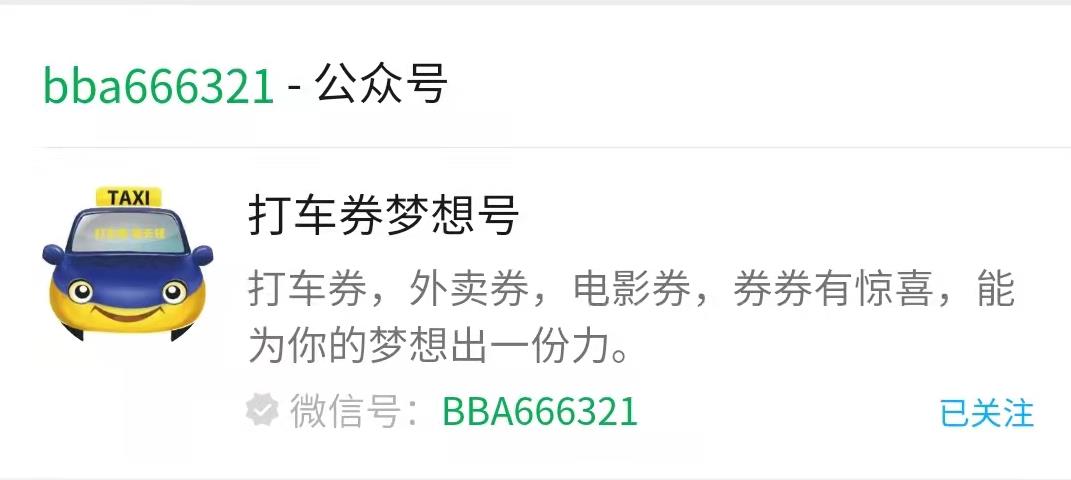 bba666321 - 公众号
TAXI
打车券梦想号
打车券，外卖券，电影券，券券有惊喜，能
为你的梦想出一份力。
微信号：BBA666321
已关注